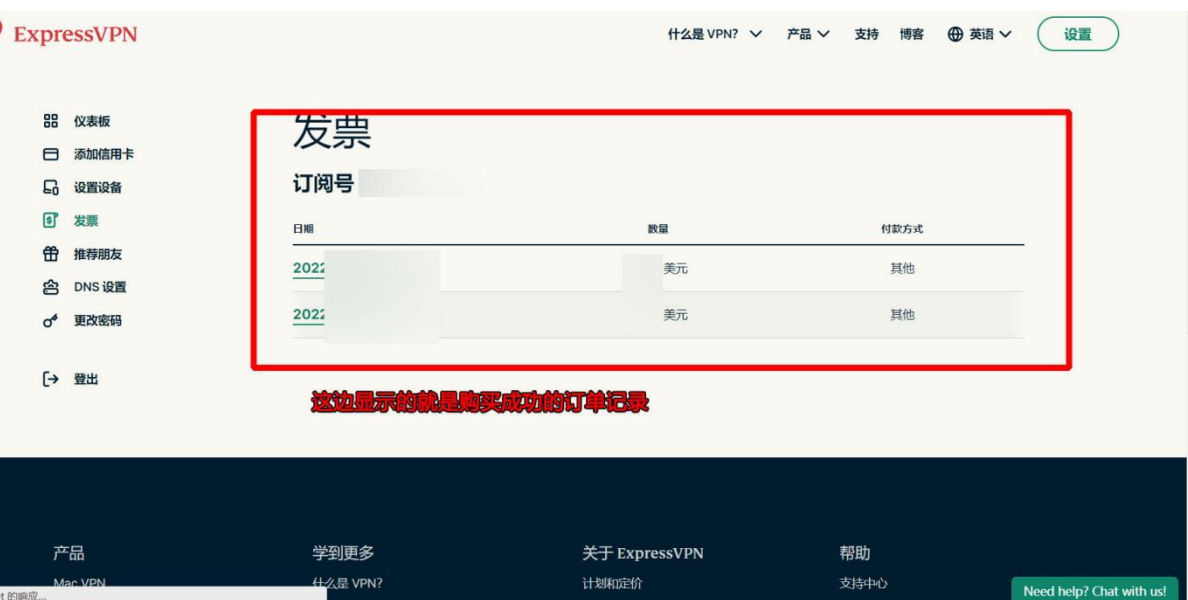 ExpressVPN
什么是 VPN? 产品 支持 博客 英语 设置
仪表板
添加信用卡
设置设备
发票
推荐朋友
DNS 设置
更改密码
登出
发票
订阅号
日期 数量 付款方式
2022 美元 其他
2022 美元 其他
这边显示的就是购买成功的订单记录
产品 学到更多 关于 ExpressVPN 帮助
Mac VPN 什么是 VPN? 计划和定价 支持中心
的响应...
Need help? Chat with us!